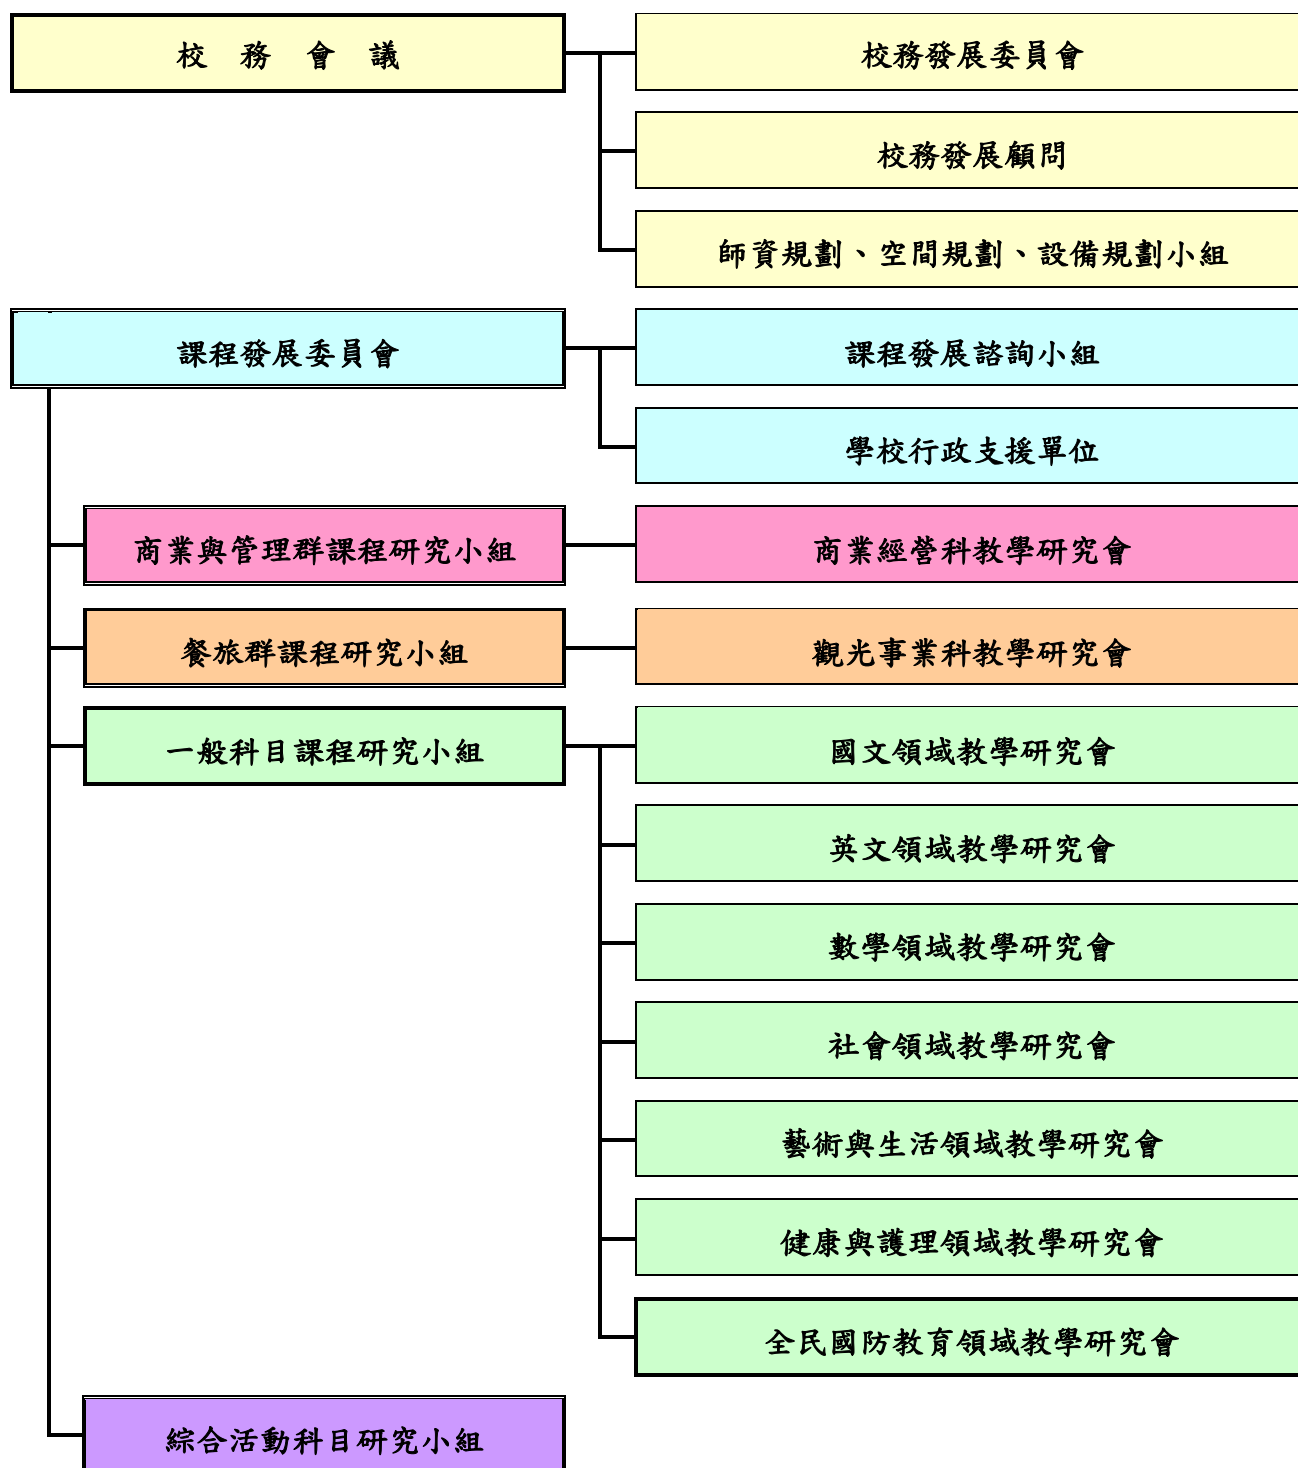 校　務　會　議
校務發展委員會
校務發展顧問
師資規劃、空間規劃、設備規劃小組
課程發展委員會
課程發展諮詢小組
學校行政支援單位
商業與管理群課程研究小組
商業經營科教學研究會
餐旅群課程研究小組
觀光事業科教學研究會
一般科目課程研究小組
國文領域教學研究會
英文領域教學研究會
數學領域教學研究會
社會領域教學研究會
藝術與生活領域教學研究會
健康與護理領域教學研究會
全民國防教育領域教學研究會
綜合活動科目研究小組